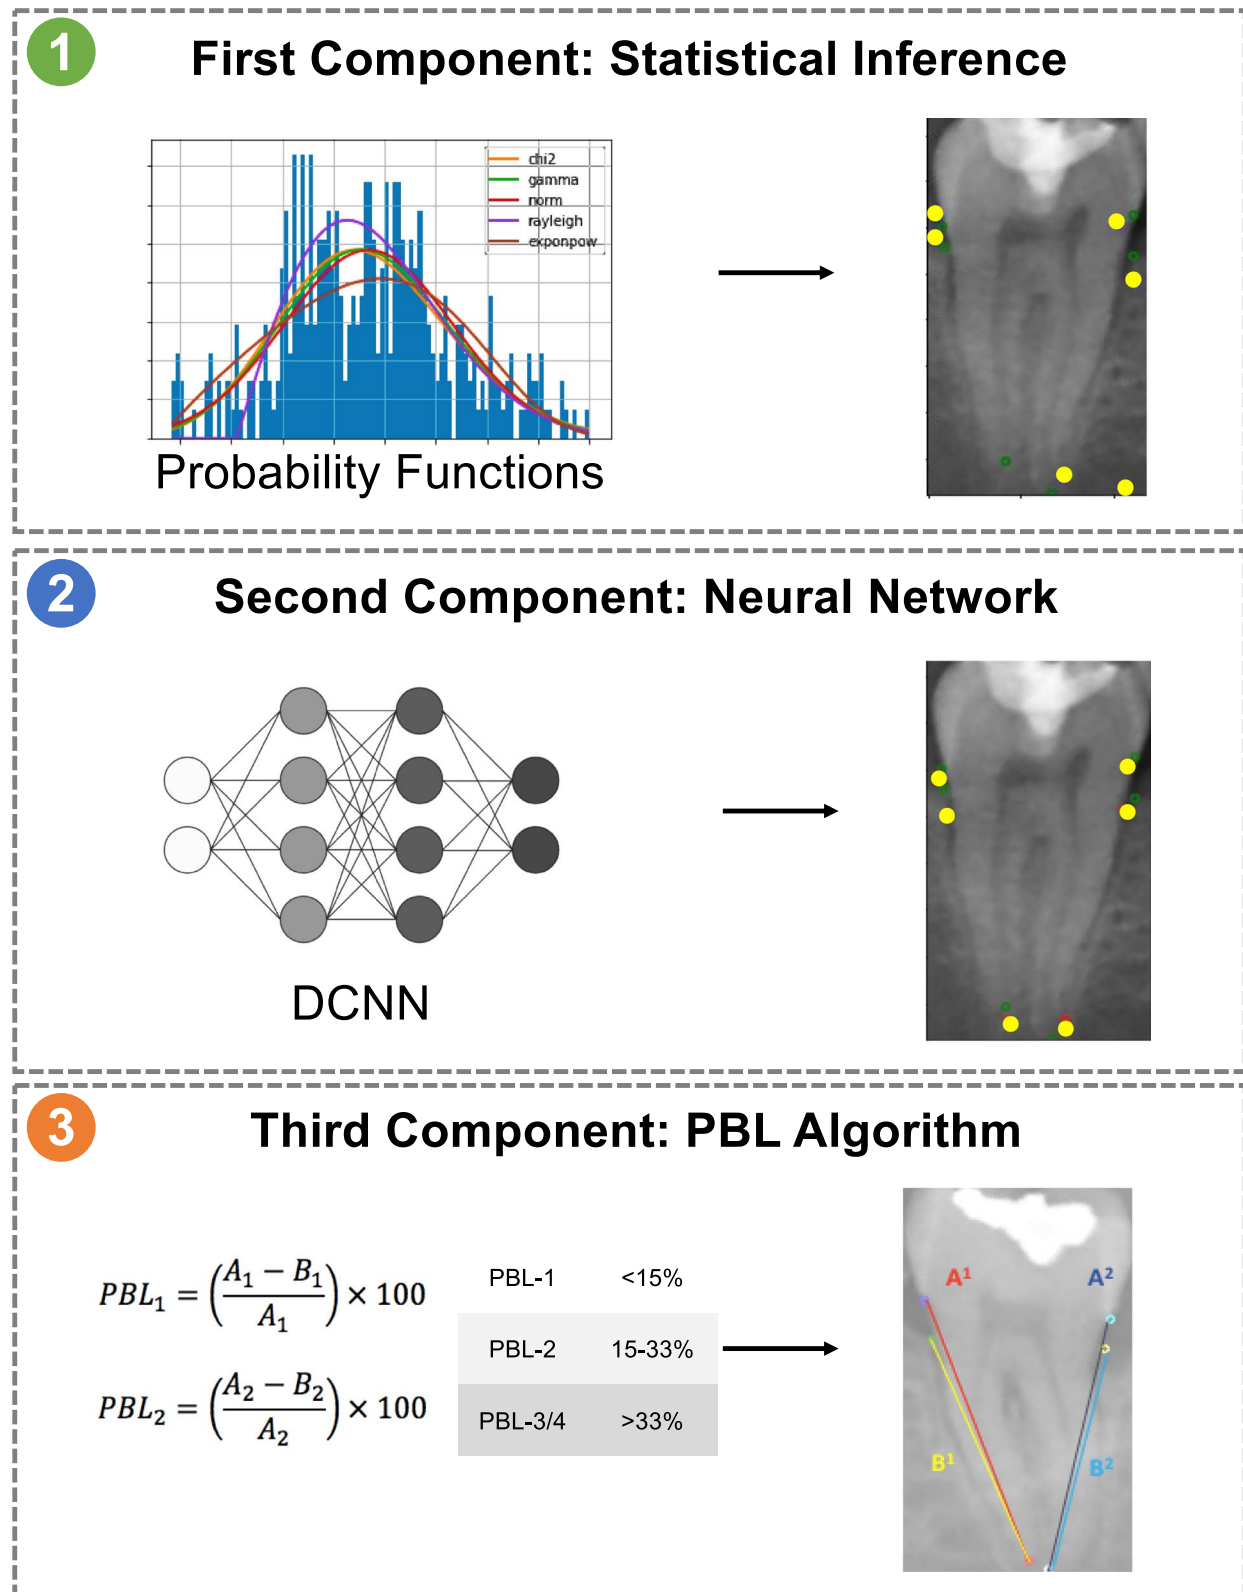 1
First Component: Statistical Inference
chi2
gamma
norm
rayleigh
exponpow
Probability Functions
2
Second Component: Neural Network
DCNN
3
Third Component: PBL Algorithm
PBL₁ = ((A₁ − B₁)/A₁) × 100
PBL₂ = ((A₂ − B₂)/A₂) × 100
PBL-1 <15%
PBL-2 15-33%
PBL-3/4 >33%
A¹ A²
B¹ B²